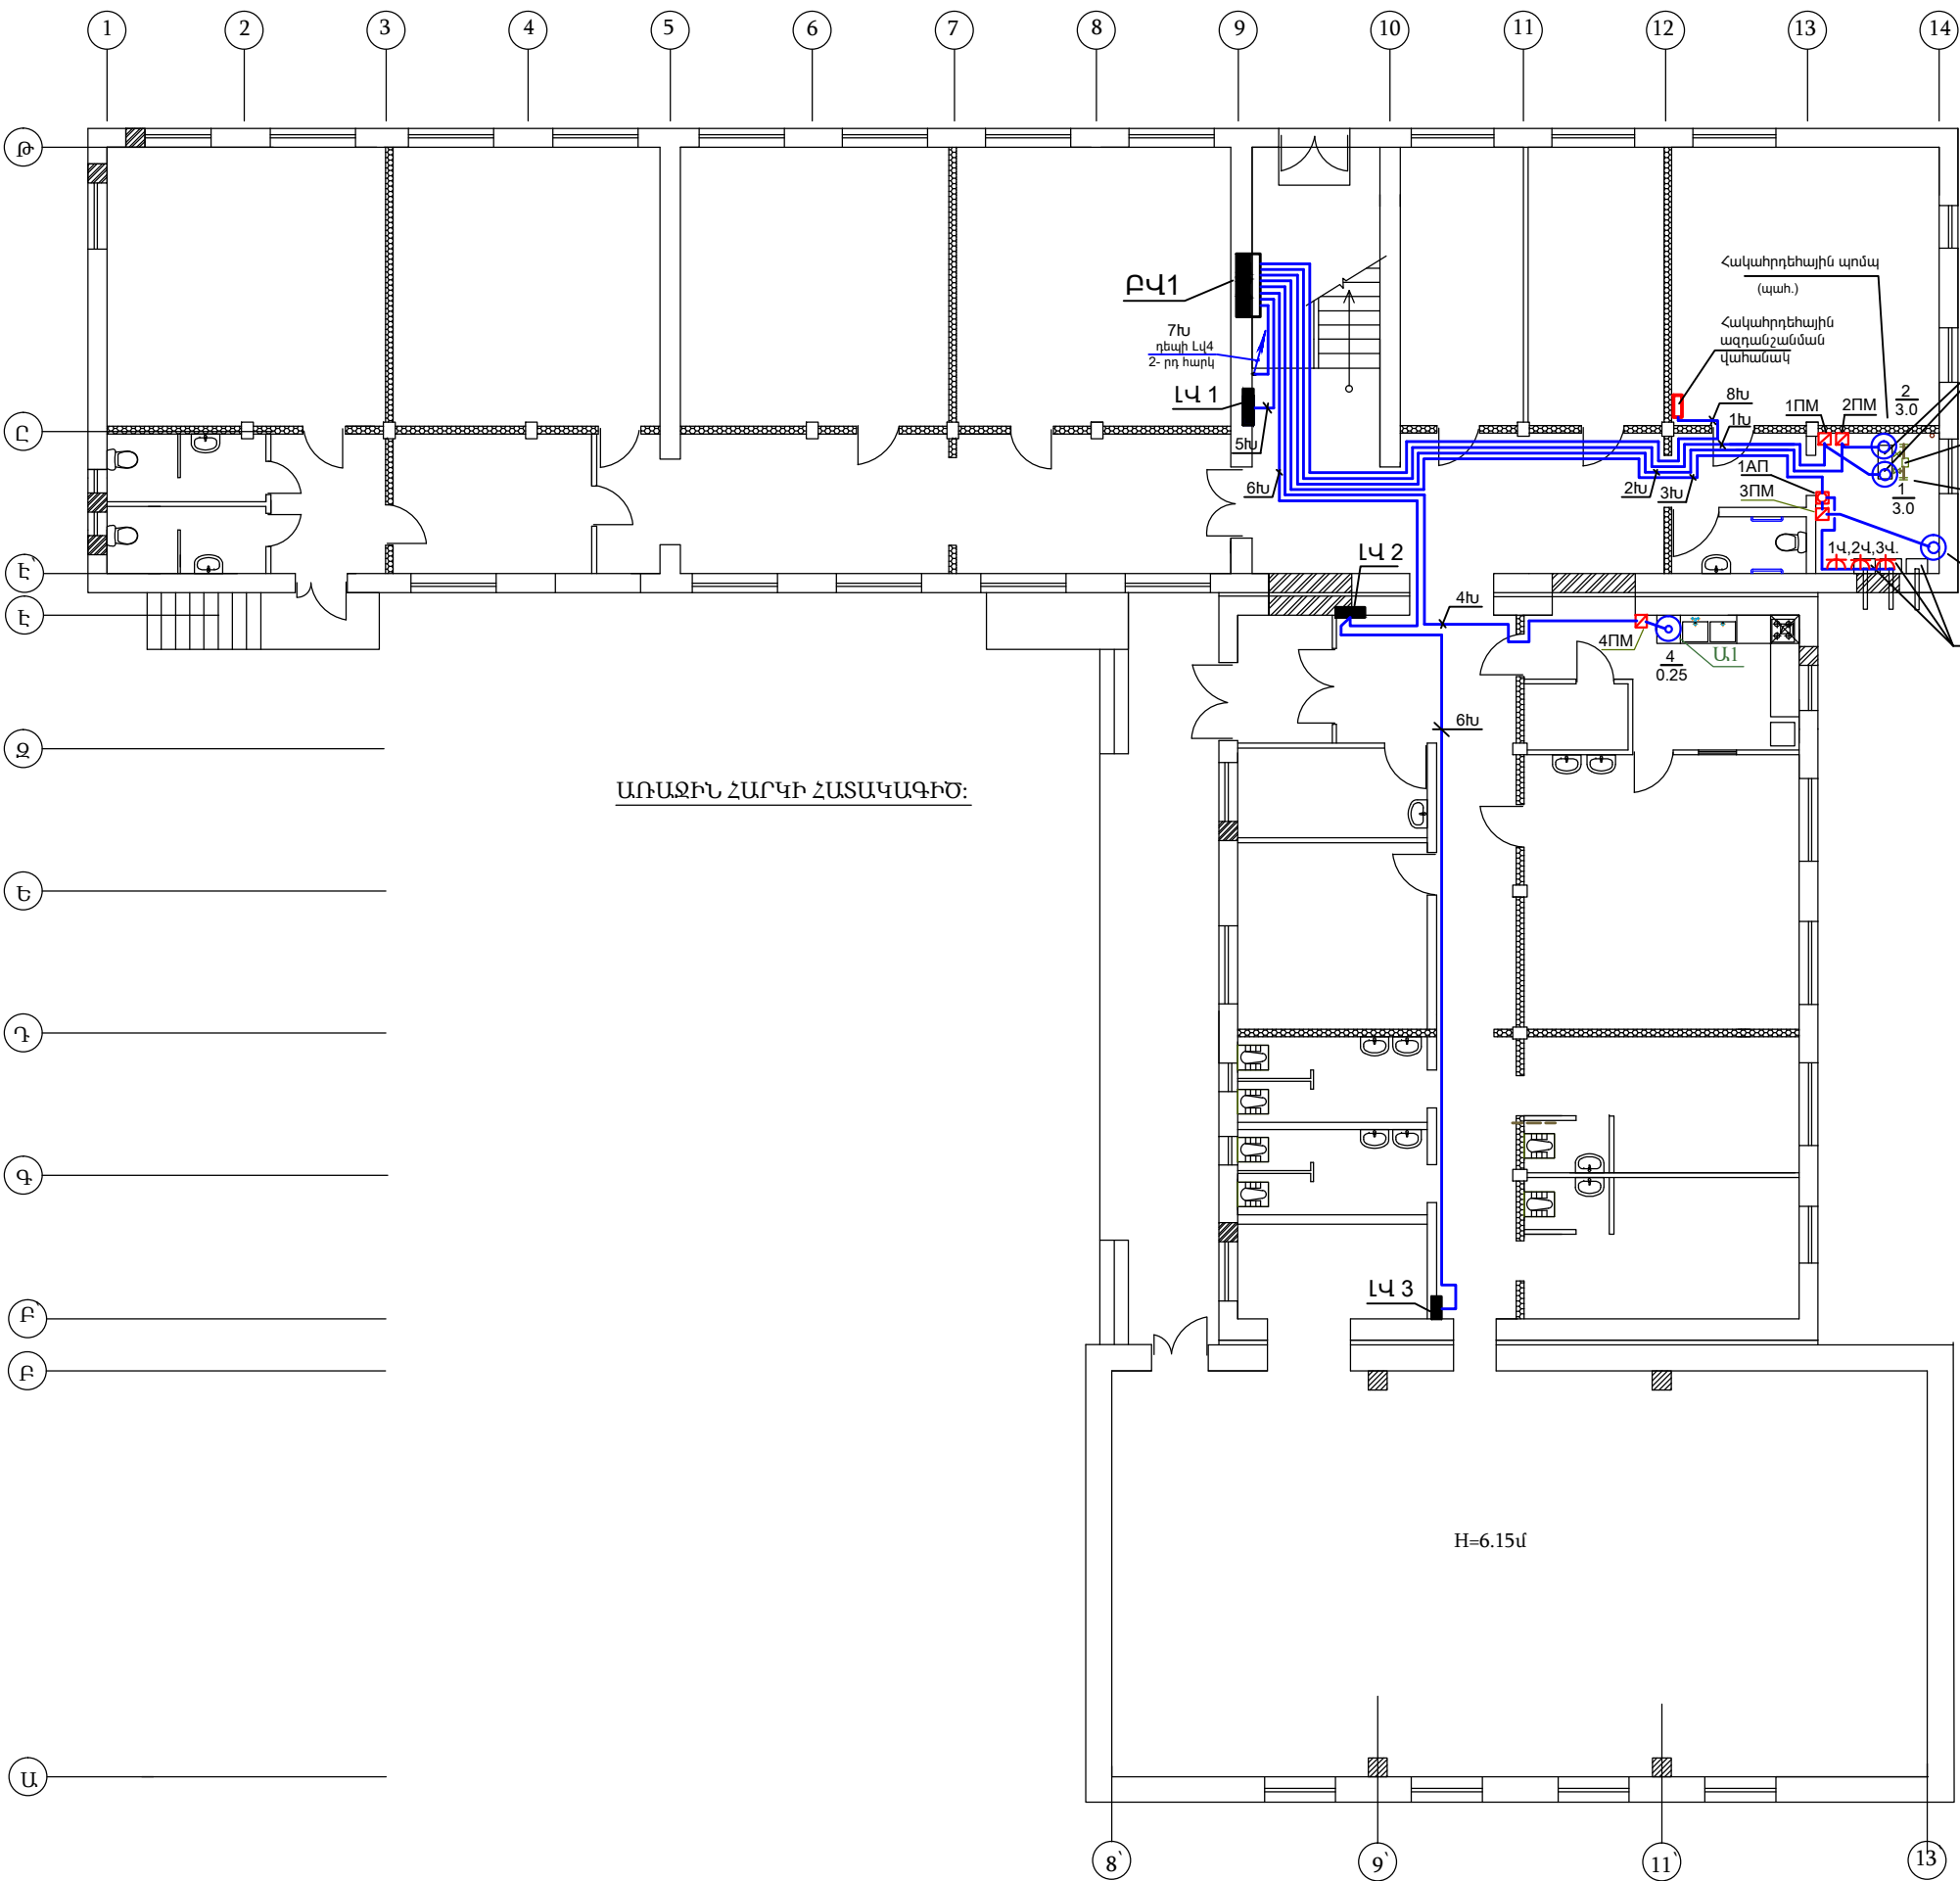 1 2 3 4 5 6 7 8 9 10 11 12 13 14
Թ
Հակահրդեհային պոմպ
(պահ.)
ԲՎ1
Հակահրդեհային
ազդանշանման
վահանակ
7Խ
դեպի Լվ4
2- րդ հարկ
ԼՎ 1
8Խ
1ПМ 2ПМ
2
3.0
1Խ
Ը
5Խ
1АП
6Խ 2Խ 3Խ
3ПМ
1
3.0
ԼՎ 2
1Վ,2Վ,3Վ.
Է՝
4Խ
Է
4ПМ
4
0.25
Ա1
6Խ
Զ
ԱՌԱՋԻՆ ՀԱՐԿԻ ՀԱՏԱԿԱԳԻԾ:
Ե
Դ
Գ
ԼՎ 3
Բ՝
Բ
H=6.15մ
Ա
8` 9` 11` 13`